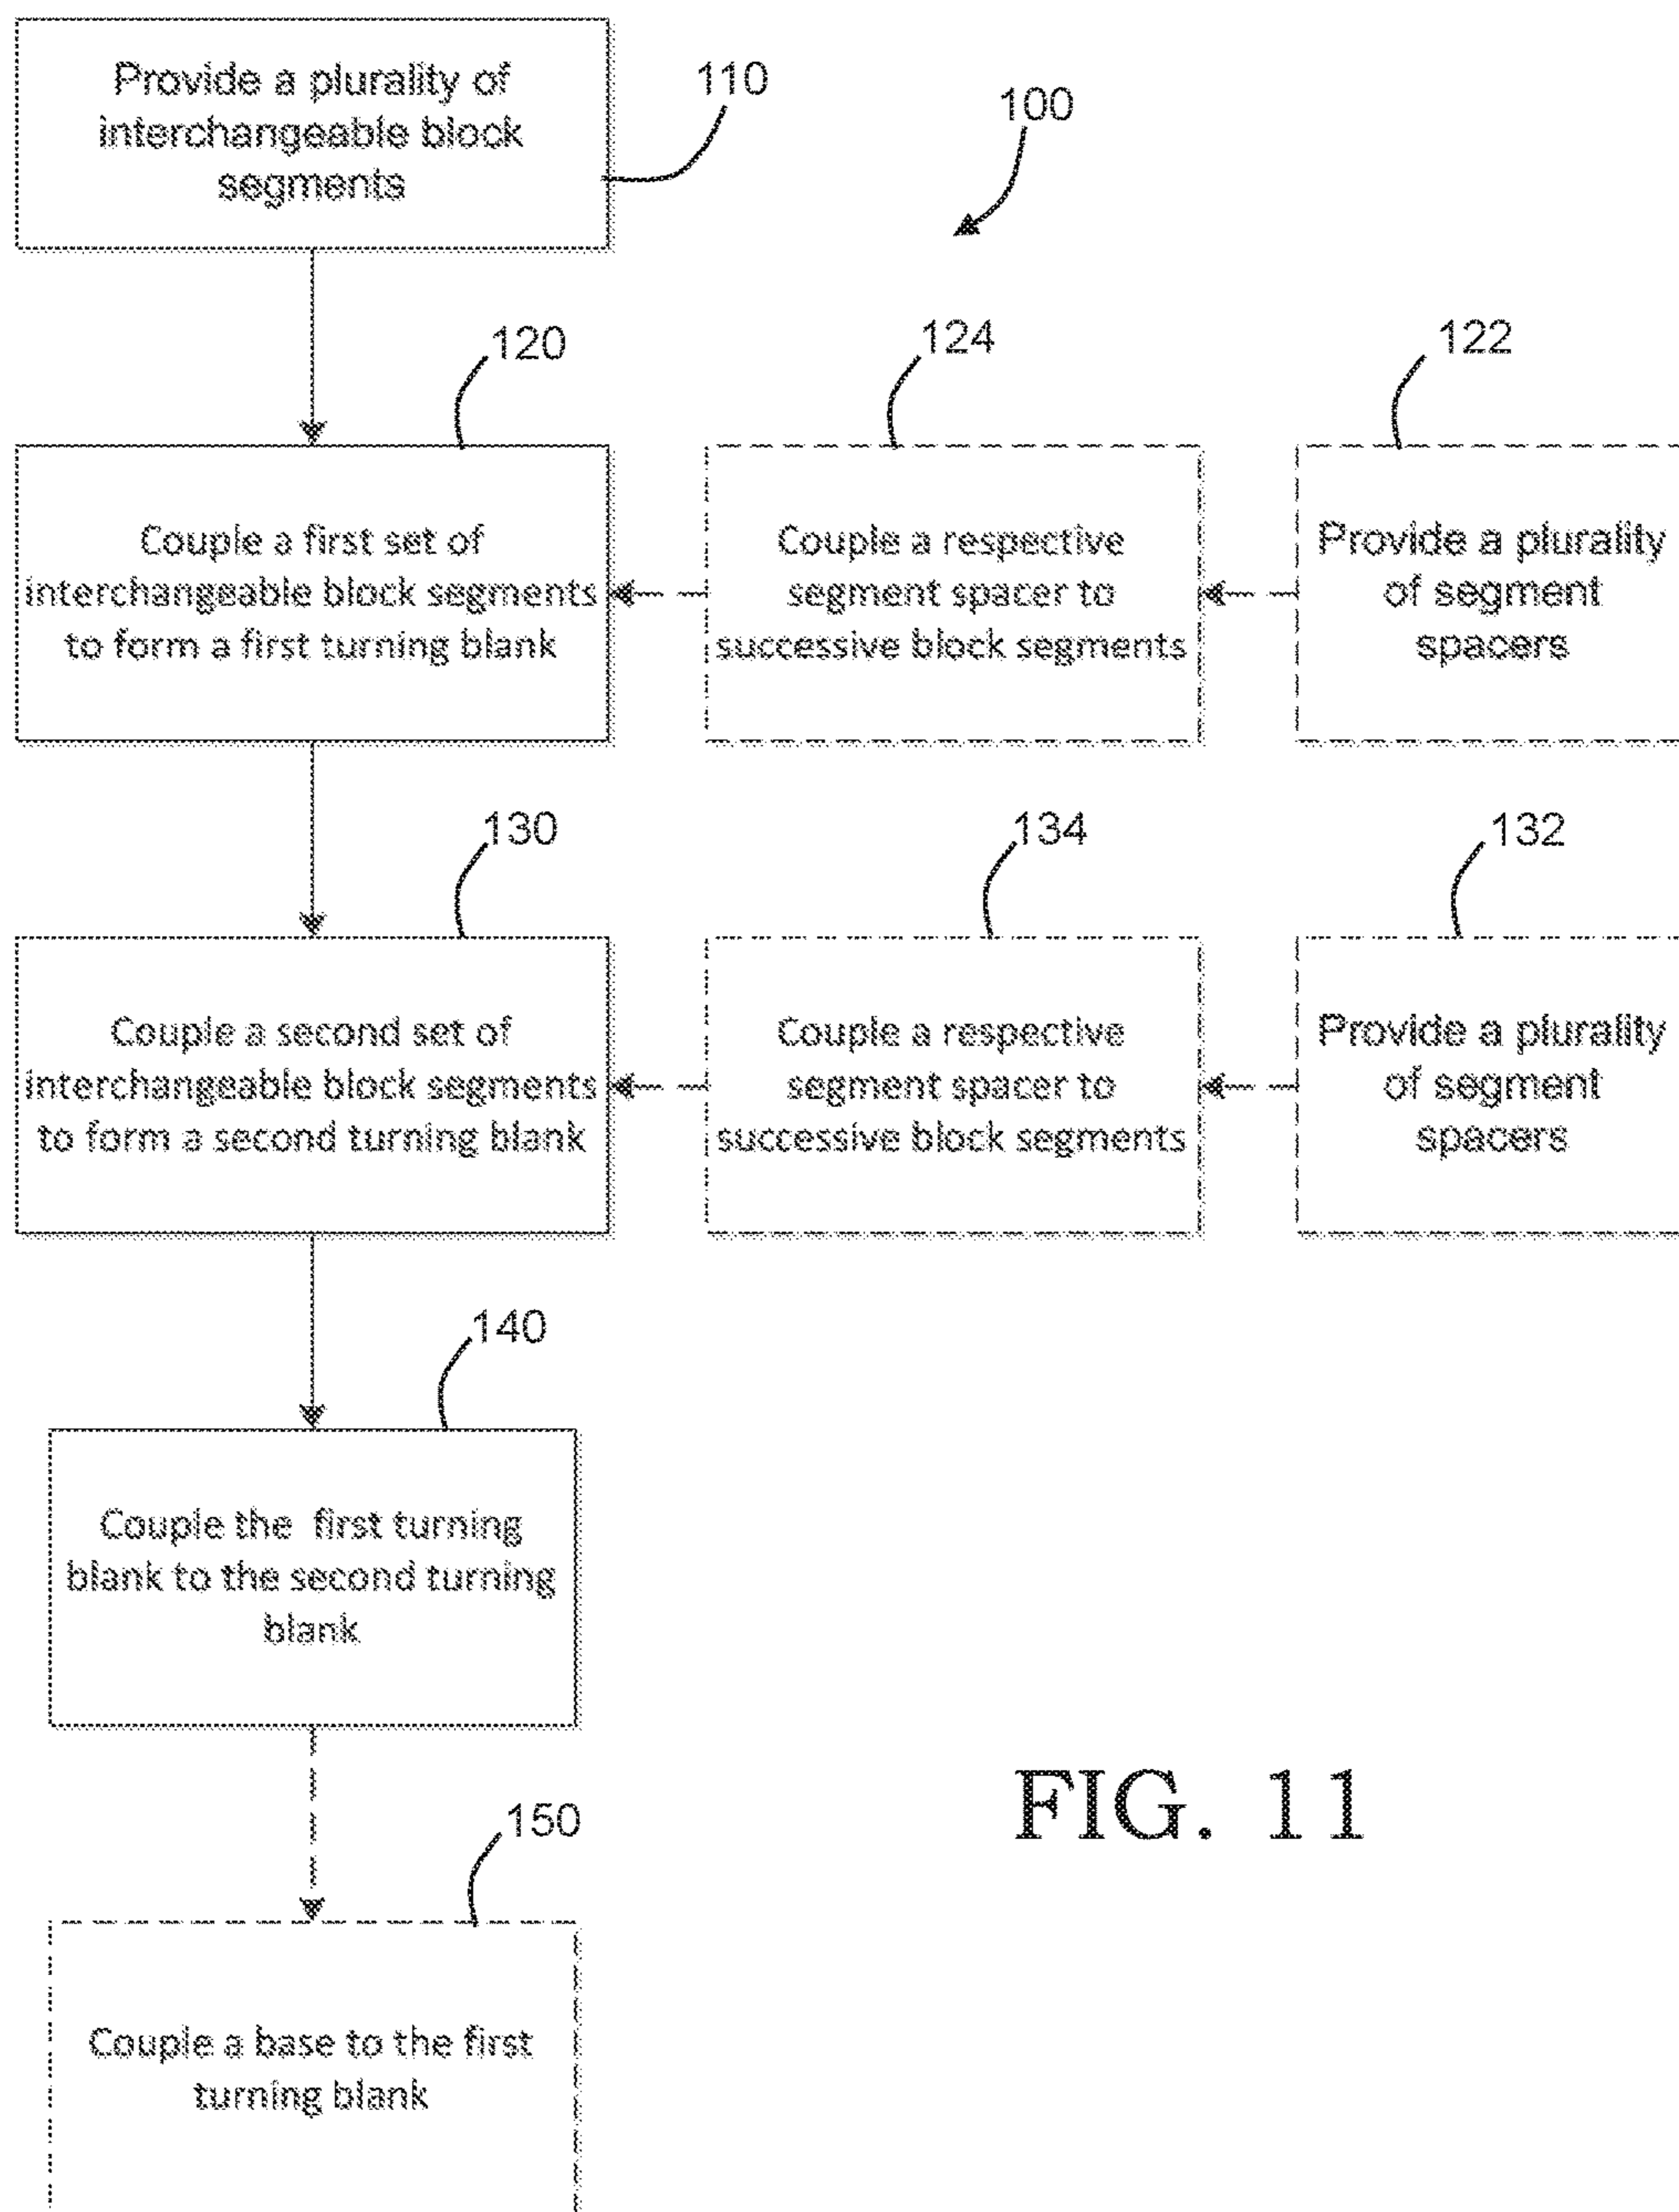 Provide a plurality of
interchangeable block
segments
110
100
120
124
122
Couple a first set of
interchangeable block segments
to form a first turning blank
Couple a respective
segment spacer to
successive block segments
Provide a plurality
of segment
spacers
130
134
132
Couple a second set of
interchangeable block segments
to form a second turning blank
Couple a respective
segment spacer to
successive block segments
Provide a plurality
of segment
spacers
140
Couple the first turning
blank to the second turning
blank
150
Couple a base to the first
turning blank
FIG. 11